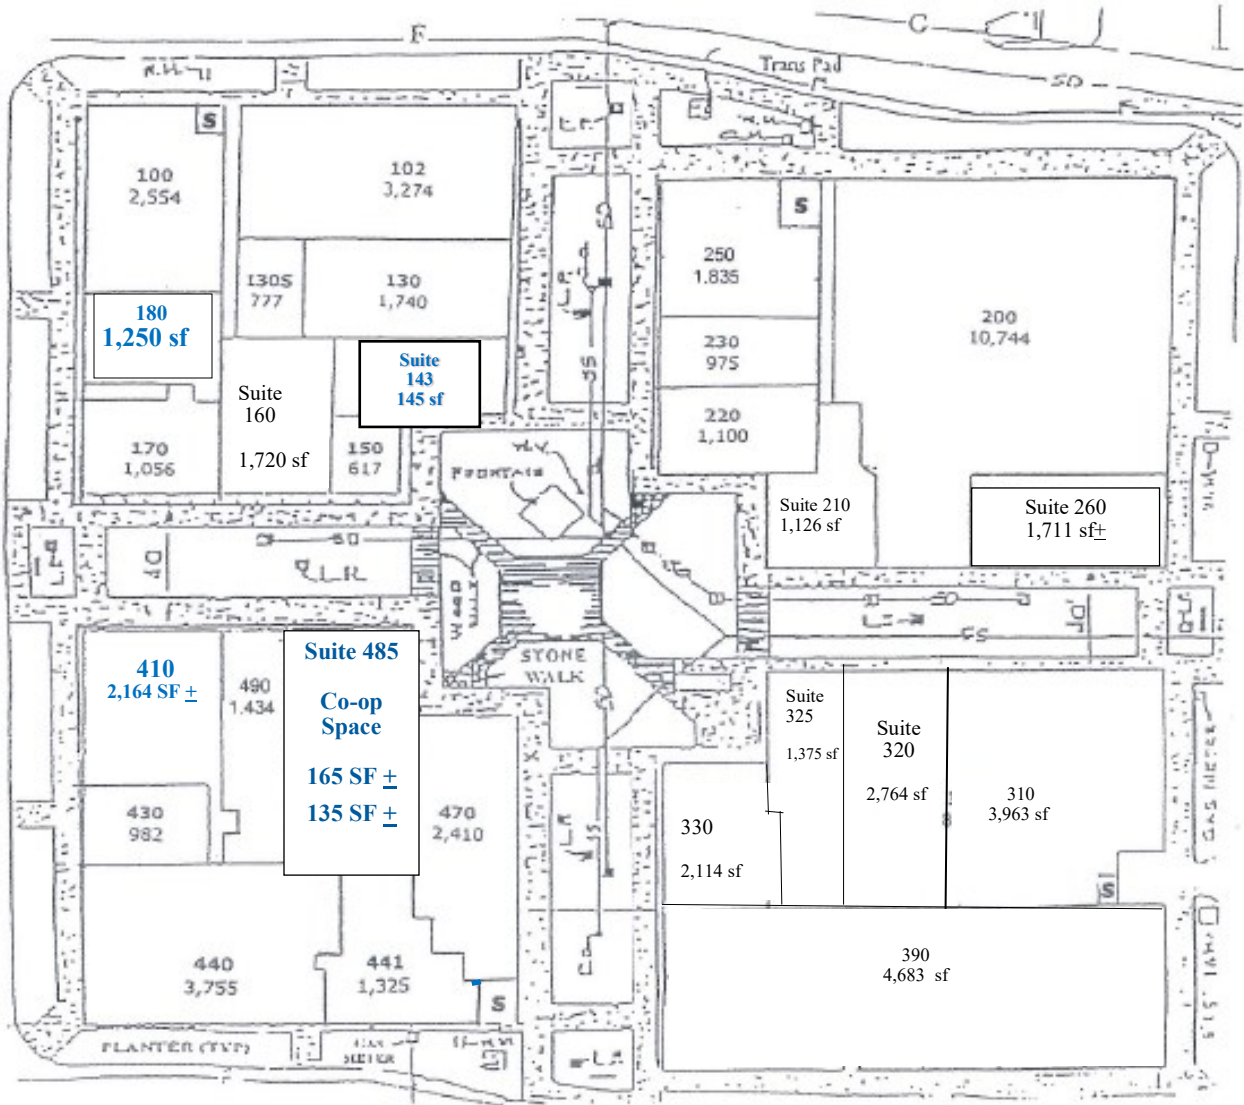 F
C
Trans Pad
SD
S
100
2,554
102
3,274
130S
777
130
1,740
180
1,250 sf
Suite
143
145 sf
Suite
160
1,720 sf
170
1,056
150
617
S
250
1.835
200
10,744
230
975
220
1,100
Suite 210
1,126 sf
Suite 260
1,711 sf±
FOUNTAIN
STONE
WALK
410
2,164 SF ±
490
1.434
Suite 485
Co-op
Space
165 SF ±
135 SF ±
430
982
470
2,410
440
3,755
441
1,325
S
Suite
325
1,375 sf
Suite
320
2,764 sf
310
3,963 sf
330
2,114 sf
S
390
4,683 sf
GAS METER
PLANTER (TYP)
GAS
METER